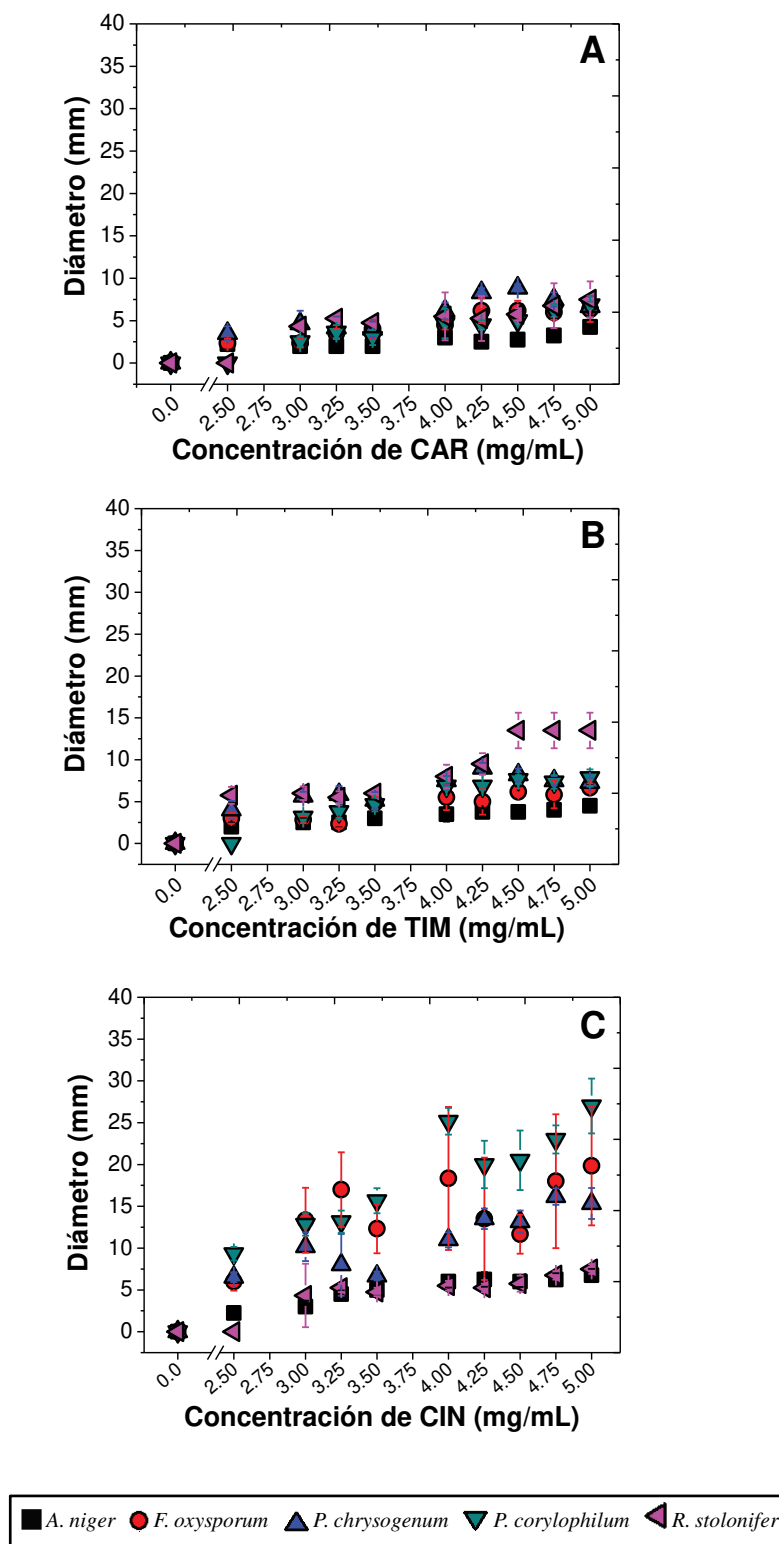 A
40
35
30
25
20
15
10
5
0
Diámetro (mm)
0.0 2.50 2.75 3.00 3.25 3.50 3.75 4.00 4.25 4.50 4.75 5.00
Concentración de CAR (mg/mL)
B
40
35
30
25
20
15
10
5
0
Diámetro (mm)
0.0 2.50 2.75 3.00 3.25 3.50 3.75 4.00 4.25 4.50 4.75 5.00
Concentración de TIM (mg/mL)
C
40
35
30
25
20
15
10
5
0
Diámetro (mm)
0.0 2.50 2.75 3.00 3.25 3.50 3.75 4.00 4.25 4.50 4.75 5.00
Concentración de CIN (mg/mL)
A. niger F. oxysporum P. chrysogenum P. corylophilum R. stolonifer